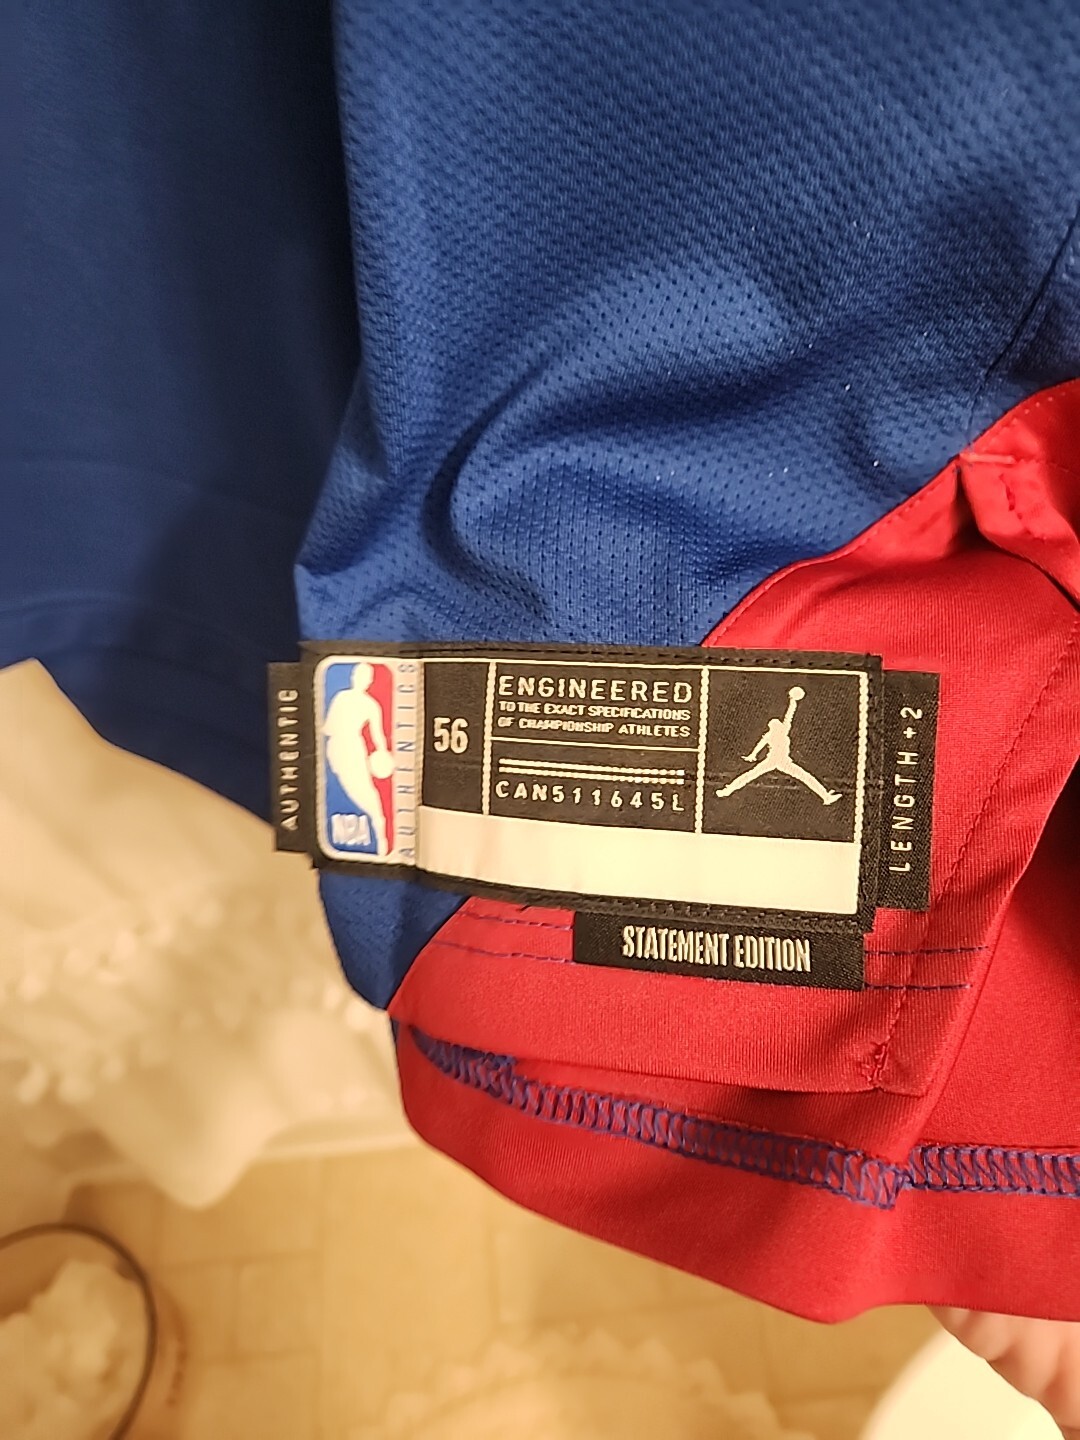 AUTHENTIC
NBA
AUTHENTICS
56
ENGINEERED
TO THE EXACT SPECIFICATIONS
OF CHAMPIONSHIP ATHLETES
CAN511645L
LENGTH +2
STATEMENT EDITION